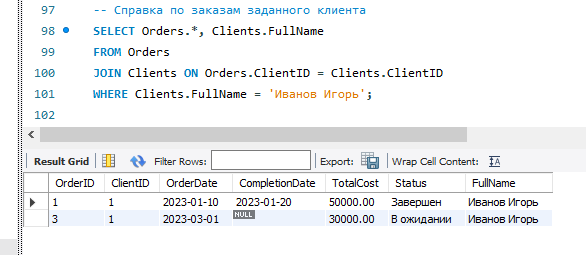 97 -- Справка по заказам заданного клиента
98 SELECT Orders.*, Clients.FullName
99 FROM Orders
100 JOIN Clients ON Orders.ClientID = Clients.ClientID
101 WHERE Clients.FullName = 'Иванов Игорь';
102
Result Grid Filter Rows: Export: Wrap Cell Content: IA
OrderID ClientID OrderDate CompletionDate TotalCost Status FullName
1 1 2023-01-10 2023-01-20 50000.00 Завершен Иванов Игорь
3 1 2023-03-01 NULL 30000.00 В ожидании Иванов Игорь